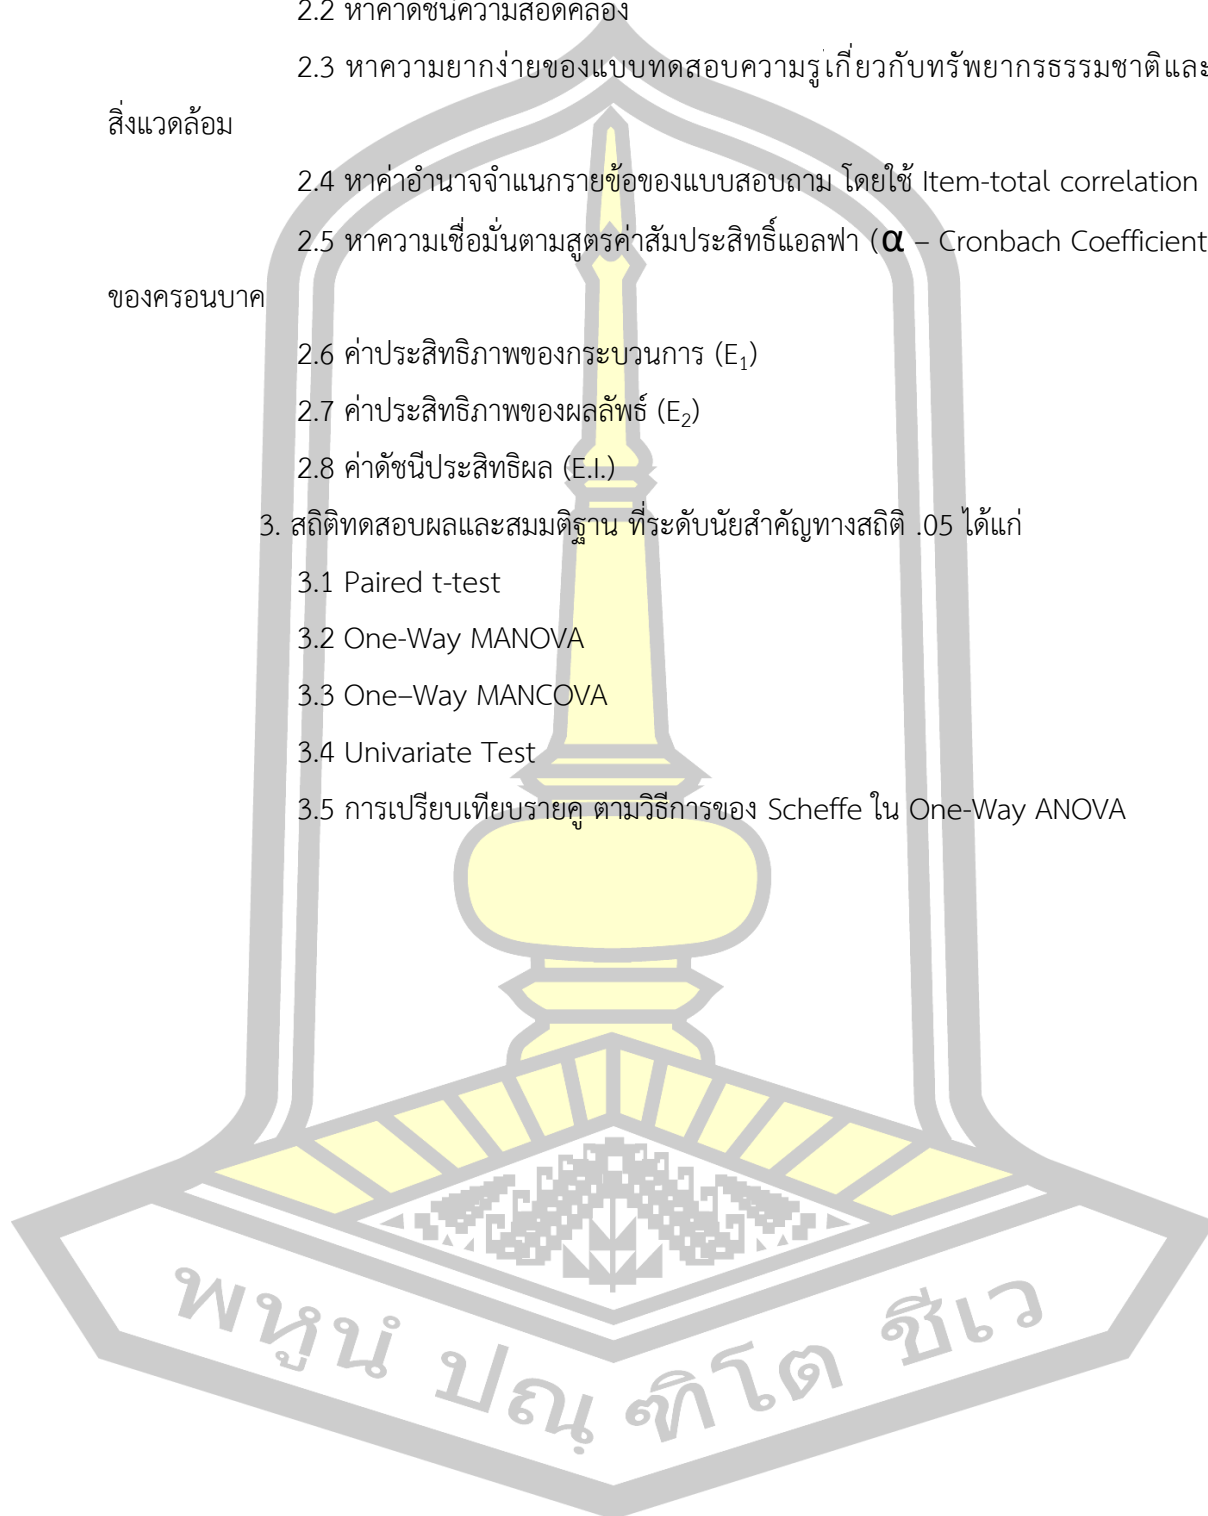 2.2 หาค่าดัชนีความสอดคล้อง
2.3 หาความยากง่ายของแบบทดสอบความรู้เกี่ยวกับทรัพยากรธรรมชาติและ
สิ่งแวดล้อม
2.4 หาค่าอำนาจจำแนกรายข้อของแบบสอบถาม โดยใช้ Item-total correlation
2.5 หาความเชื่อมั่นตามสูตรค่าสัมประสิทธิ์แอลฟา (α – Cronbach Coefficient
ของครอนบาค
2.6 ค่าประสิทธิภาพของกระบวนการ (E₁)
2.7 ค่าประสิทธิภาพของผลลัพธ์ (E₂)
2.8 ค่าดัชนีประสิทธิผล (E.I.)
3. สถิติทดสอบผลและสมมติฐาน ที่ระดับนัยสำคัญทางสถิติ .05 ได้แก่
3.1 Paired t-test
3.2 One-Way MANOVA
3.3 One–Way MANCOVA
3.4 Univariate Test
3.5 การเปรียบเทียบรายคู่ ตามวิธีการของ Scheffe ใน One-Way ANOVA
พหูนํ ปณฺฑิโต ชีเว